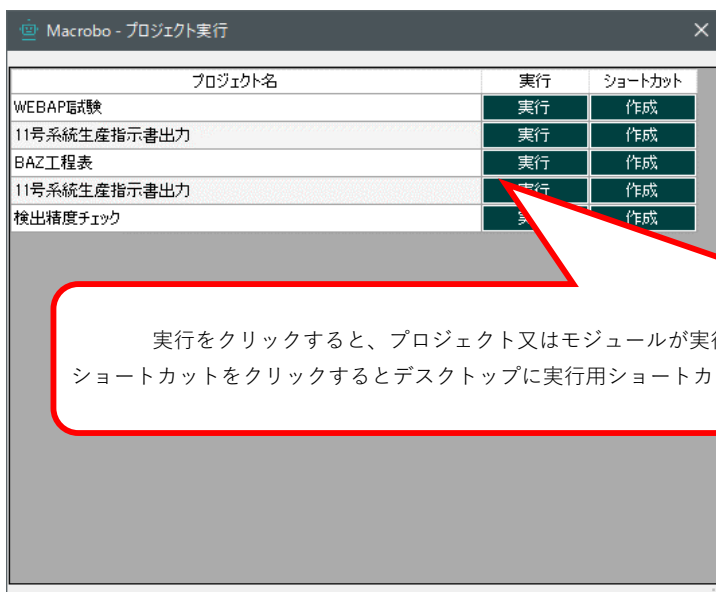 Macrobo - プロジェクト実行
プロジェクト名 実行 ショートカット
WEBAPI試験 実行 作成
11号系統生産指示書出力 実行 作成
BAZ工程表 実行 作成
11号系統生産指示書出力 実行 作成
検出精度チェック 実 作成
実行をクリックすると、プロジェクト又はモジュールが実行
ショートカットをクリックするとデスクトップに実行用ショートカ